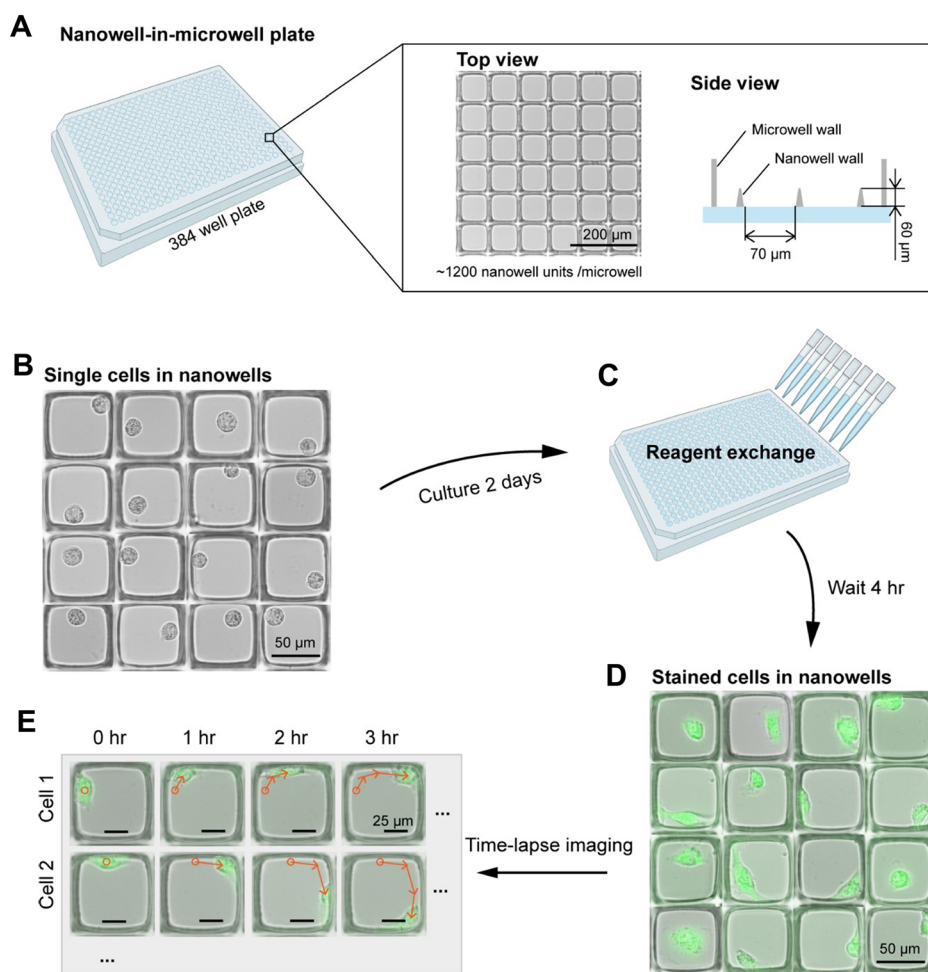 A
Nanowell-in-microwell plate
384 well plate
Top view
200 µm
~1200 nanowell units /microwell
Side view
Microwell wall
Nanowell wall
70 µm
60 µm
B
Single cells in nanowells
50 µm
Culture 2 days
C
Reagent exchange
Wait 4 hr
D
Stained cells in nanowells
50 µm
Time-lapse imaging
E
0 hr 1 hr 2 hr 3 hr
Cell 1
25 µm
...
Cell 2
...
...